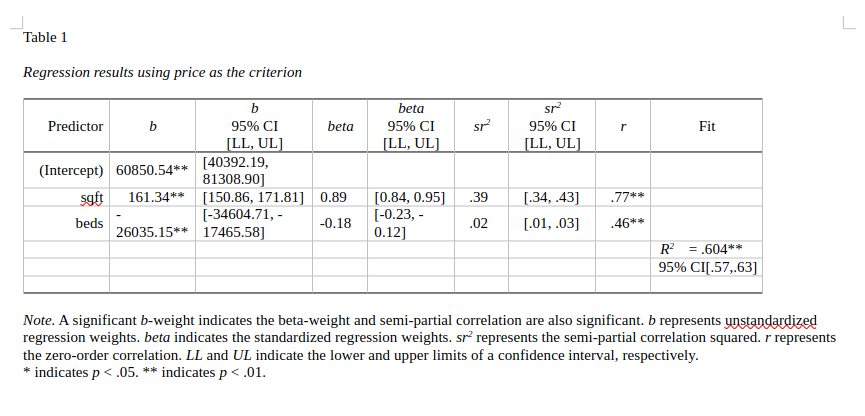 Table 1
Regression results using price as the criterion
Predictor b b 95% CI [LL, UL] beta beta 95% CI [LL, UL] sr² sr² 95% CI [LL, UL] r Fit
(Intercept) 60850.54** [40392.19, 81308.90]
sqft 161.34** [150.86, 171.81] 0.89 [0.84, 0.95] .39 [.34, .43] .77**
beds -26035.15** [-34604.71, -17465.58] -0.18 [-0.23, -0.12] .02 [.01, .03] .46**
R² = .604**
95% CI[.57,.63]
Note. A significant b-weight indicates the beta-weight and semi-partial correlation are also significant. b represents unstandardized
regression weights. beta indicates the standardized regression weights. sr² represents the semi-partial correlation squared. r represents
the zero-order correlation. LL and UL indicate the lower and upper limits of a confidence interval, respectively.
* indicates p < .05. ** indicates p < .01.